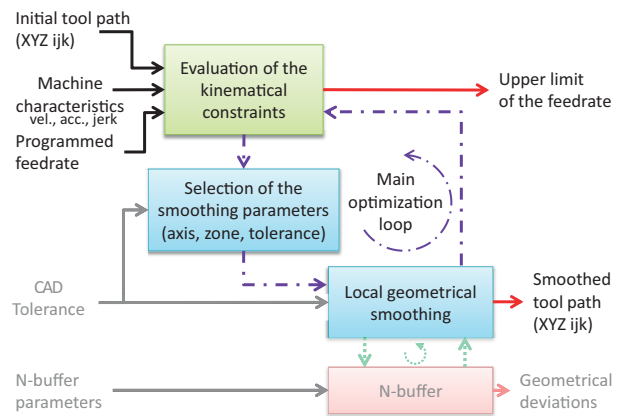 Initial tool path
(XYZ ijk)
Machine
characteristics
vel., acc., jerk
Programmed
feedrate
Evaluation of the
kinematical
constraints
Upper limit
of the feedrate
Selection of the
smoothing parameters
(axis, zone, tolerance)
Main
optimization
loop
CAD
Tolerance
Local geometrical
smoothing
Smoothed
tool path
(XYZ ijk)
N-buffer
parameters
N-buffer
Geometrical
deviations